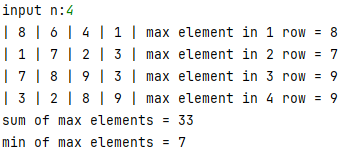 input n:4
| 8 | 6 | 4 | 1 | max element in 1 row = 8
| 1 | 7 | 2 | 3 | max element in 2 row = 7
| 7 | 8 | 9 | 3 | max element in 3 row = 9
| 3 | 2 | 8 | 9 | max element in 4 row = 9
sum of max elements = 33
min of max elements = 7